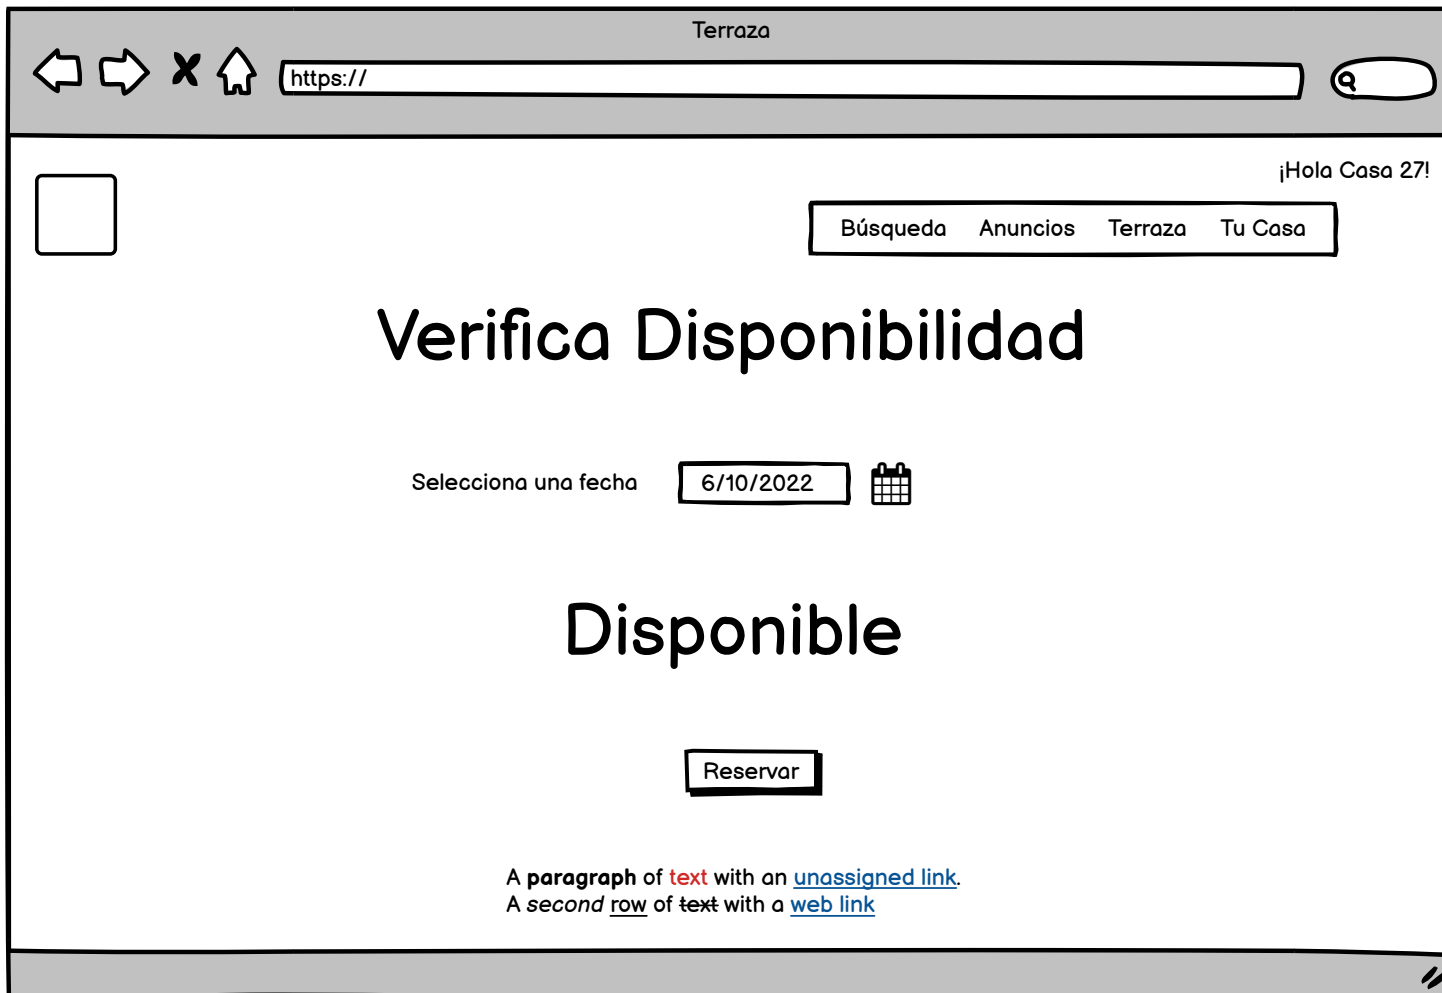 Terraza
https://
¡Hola Casa 27!
Búsqueda Anuncios Terraza Tu Casa
Verifica Disponibilidad
Selecciona una fecha 6/10/2022
Disponible
Reservar
A paragraph of text with an unassigned link.
A second row of text with a web link